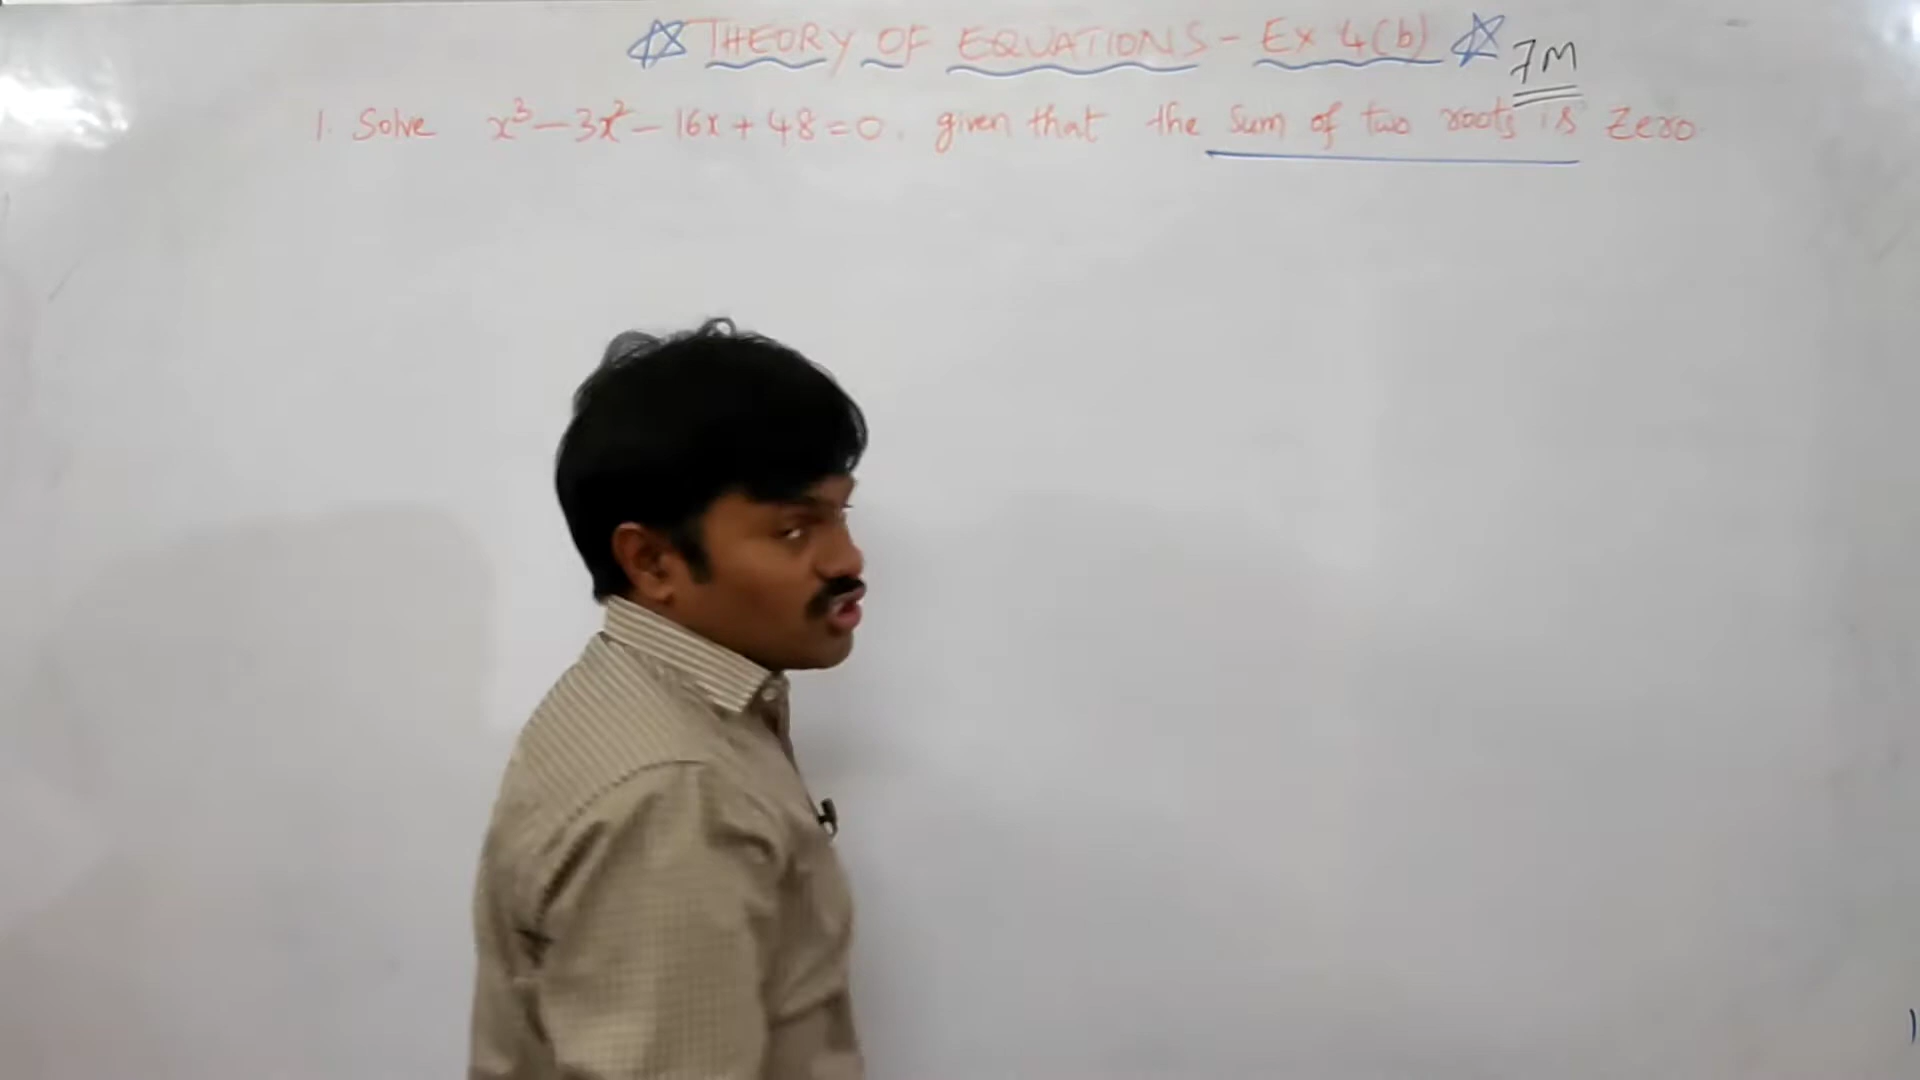 THEORY OF EQUATIONS - Ex 4(b)
7M
1. Solve x³-3x²-16x+48=0. given that the sum of two roots is Zero